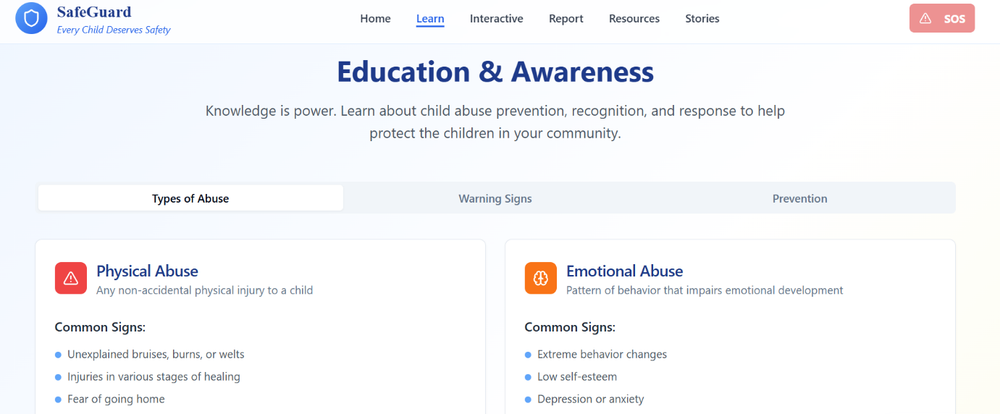 SafeGuard
Every Child Deserves Safety
Home Learn Interactive Report Resources Stories
SOS
Education & Awareness
Knowledge is power. Learn about child abuse prevention, recognition, and response to help
protect the children in your community.
Types of Abuse Warning Signs Prevention
Physical Abuse
Any non-accidental physical injury to a child
Common Signs:
Unexplained bruises, burns, or welts
Injuries in various stages of healing
Fear of going home
Emotional Abuse
Pattern of behavior that impairs emotional development
Common Signs:
Extreme behavior changes
Low self-esteem
Depression or anxiety